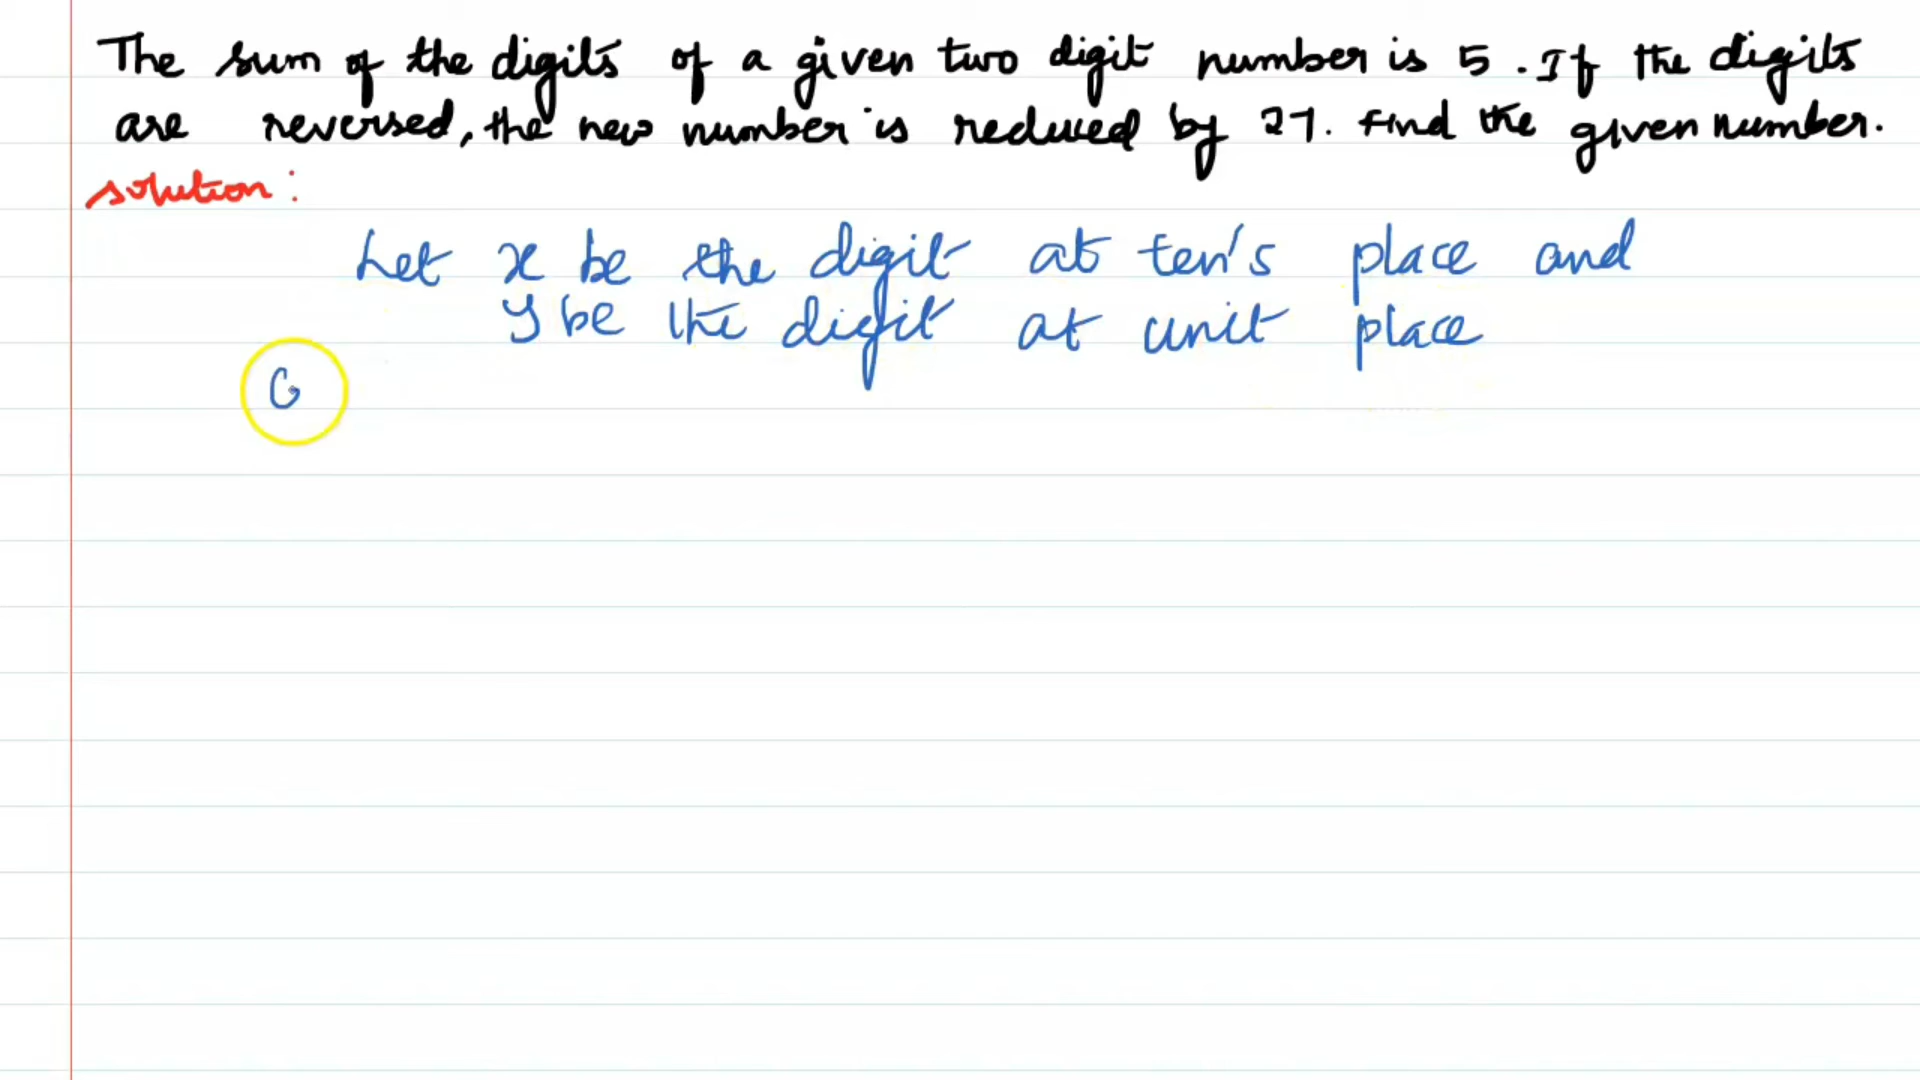 The sum of the digits of a given two digit number is 5. If the digits
are reversed, the new number is reduced by 27. Find the given number.
solution:
Let x be the digit at ten's place and
y be the digit at unit place
G